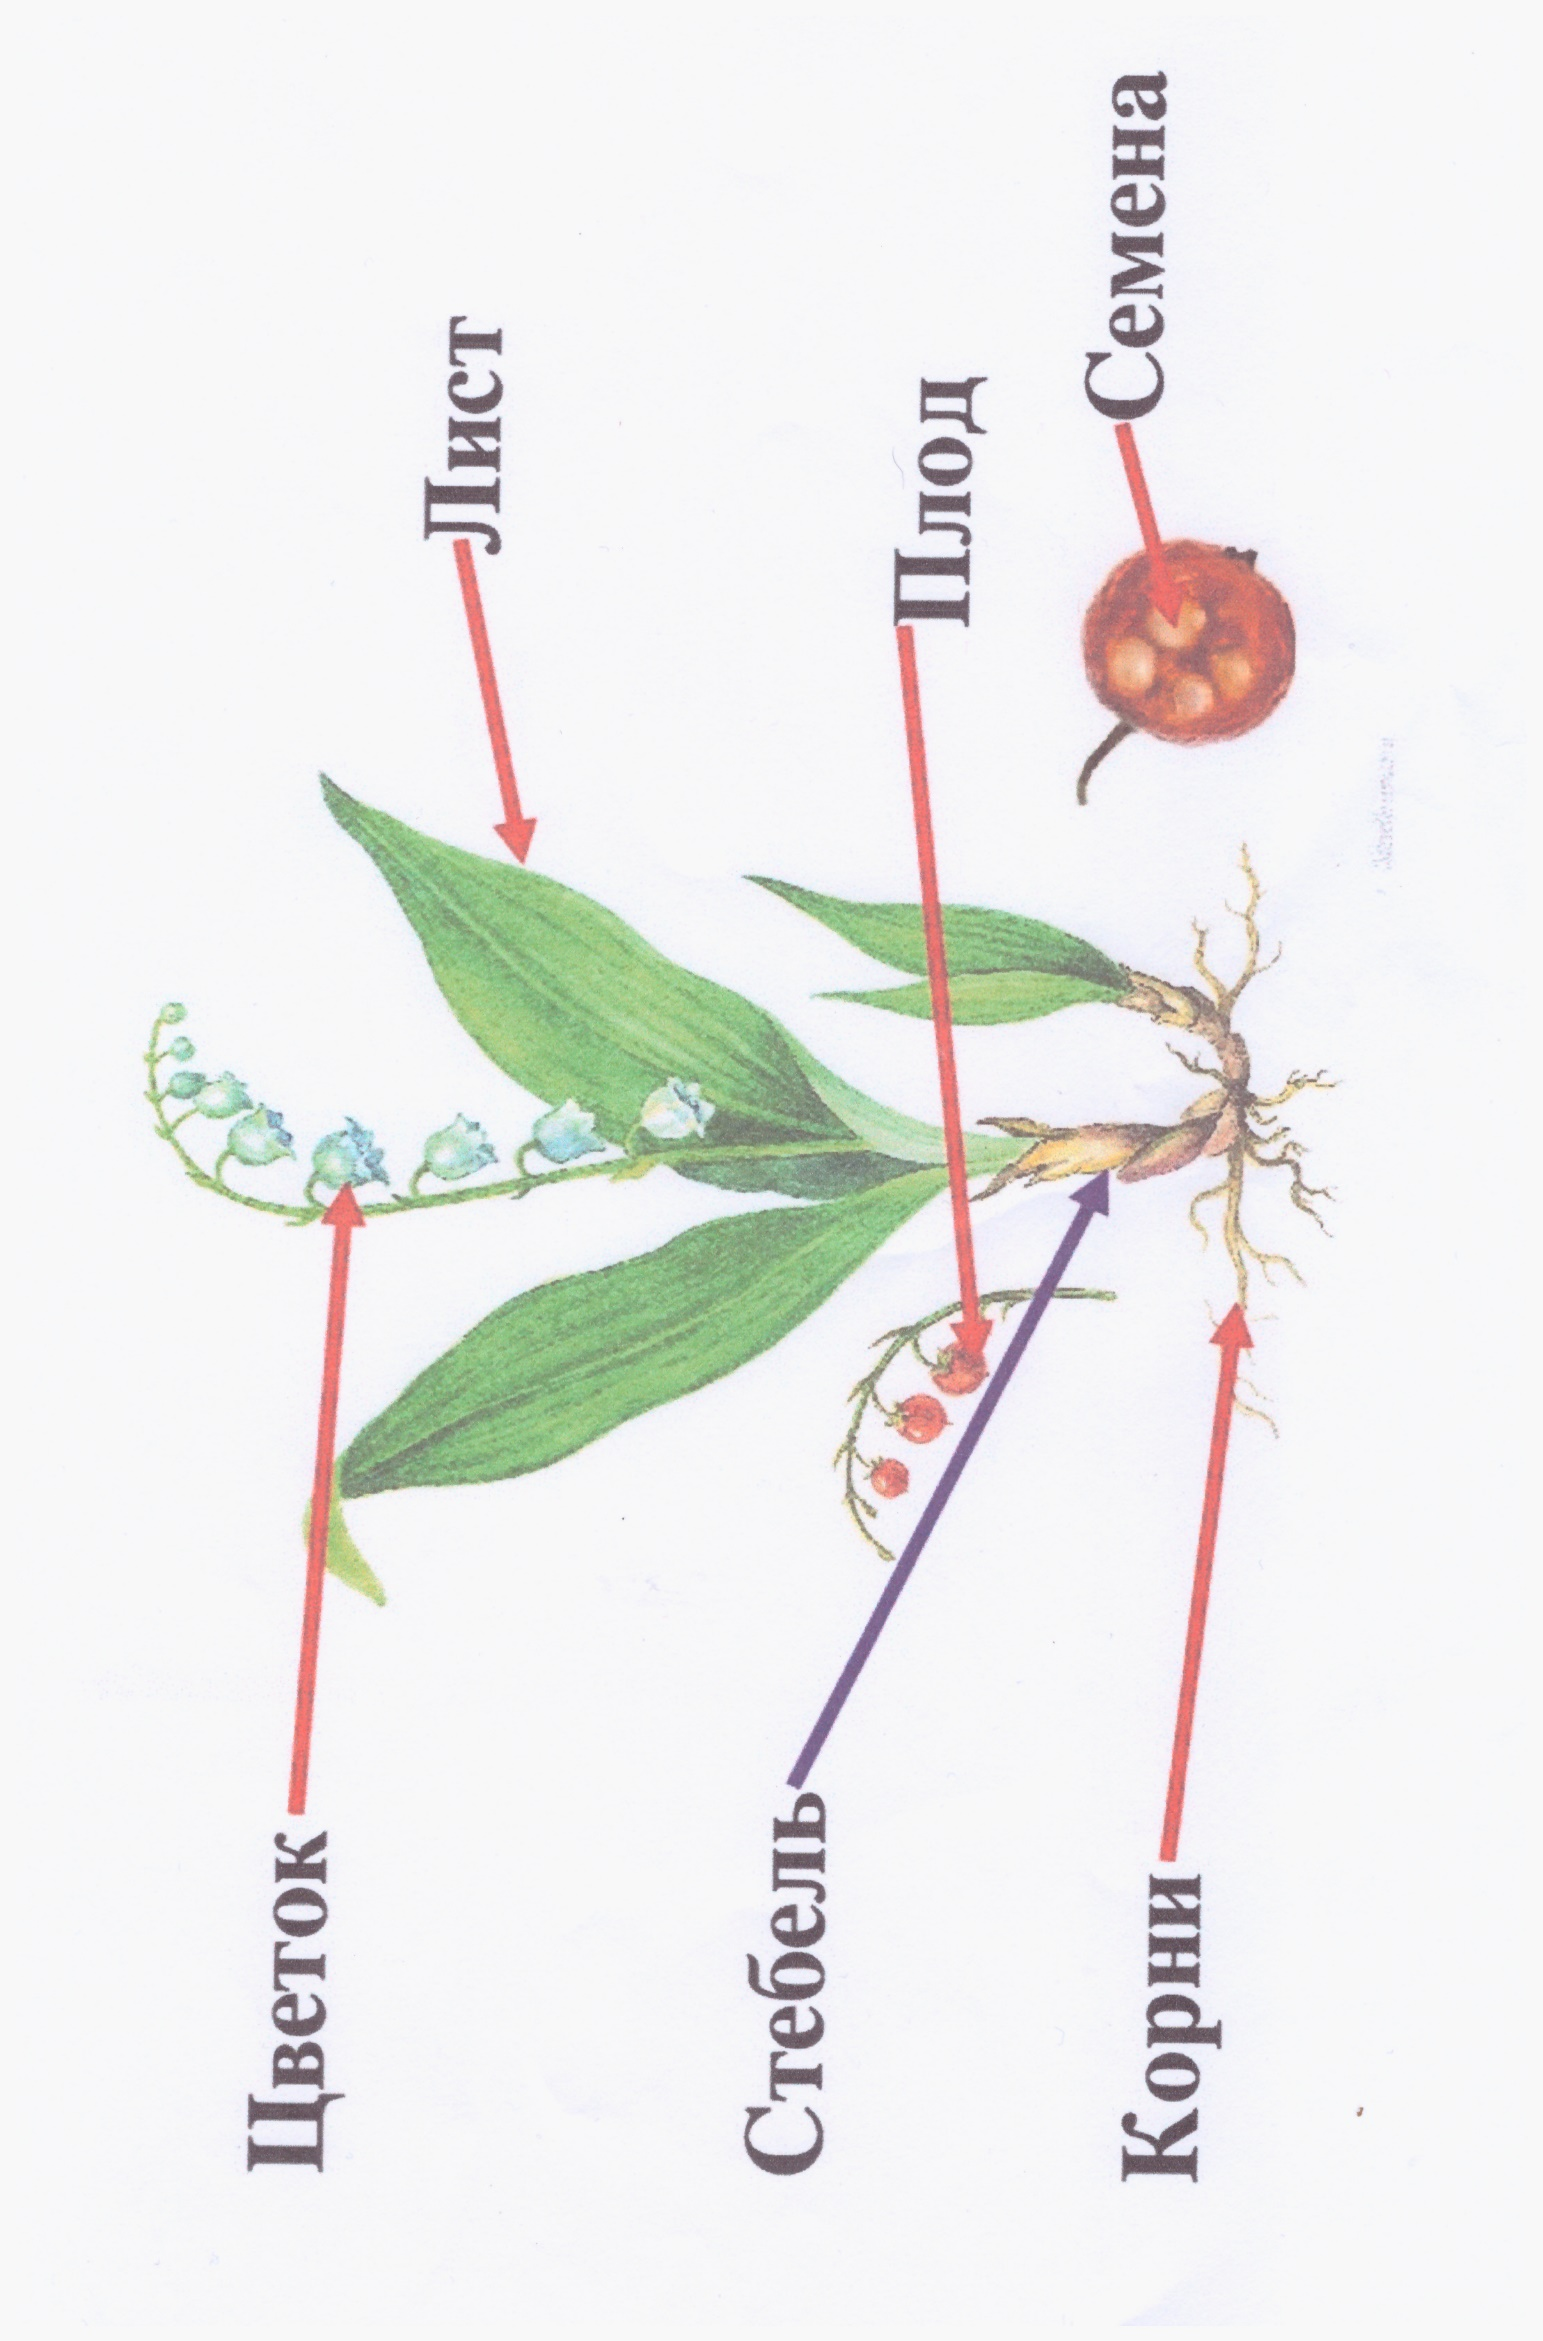 Цветок
Лист
Стебель
Плод
Корни
Семена